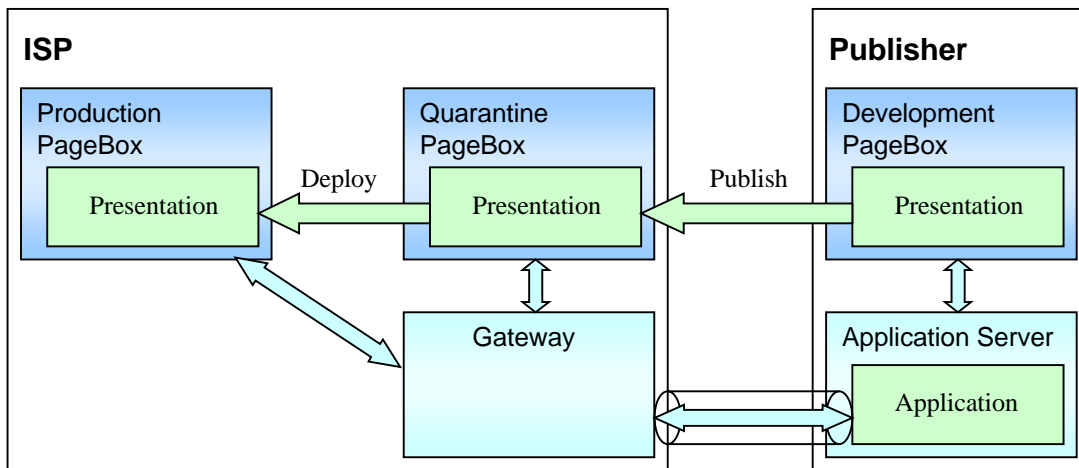 ISP
Publisher
Production
PageBox
Quarantine
PageBox
Development
PageBox
Deploy
Publish
Presentation
Presentation
Presentation
Gateway
Application Server
Application